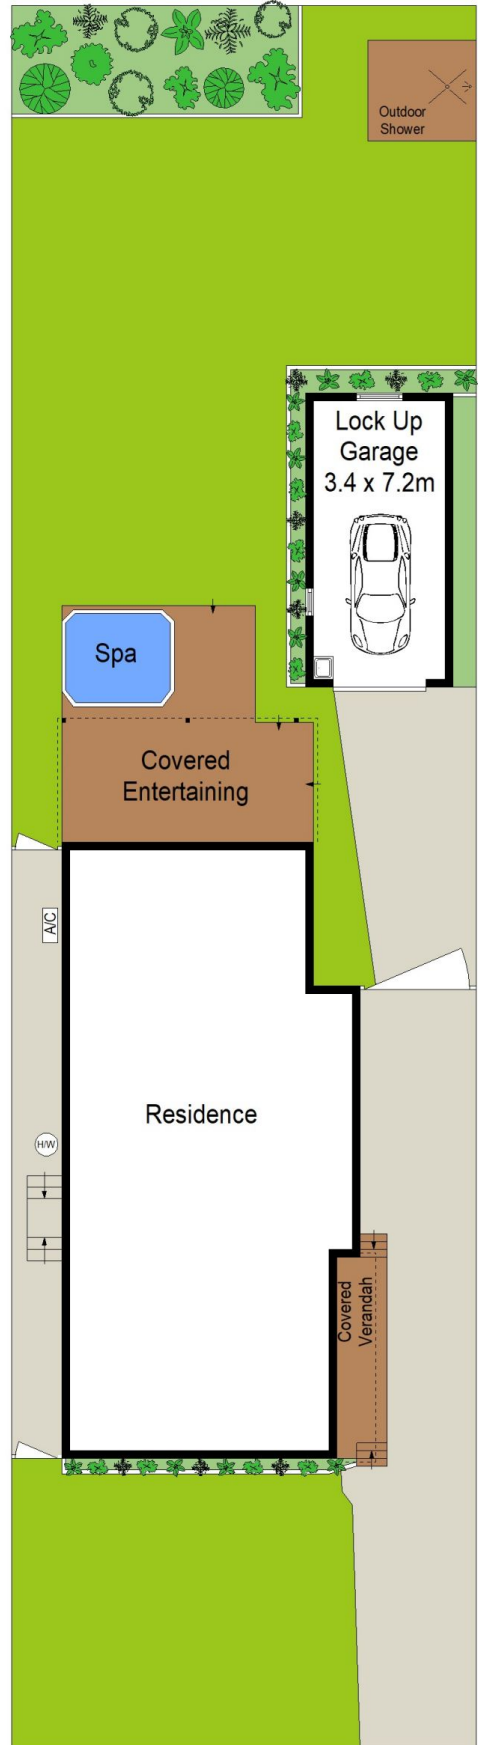 Outdoor
Shower
Lock Up
Garage
3.4 x 7.2m
Spa
Covered
Entertaining
A/C
Residence
H/W
Covered
Verandah